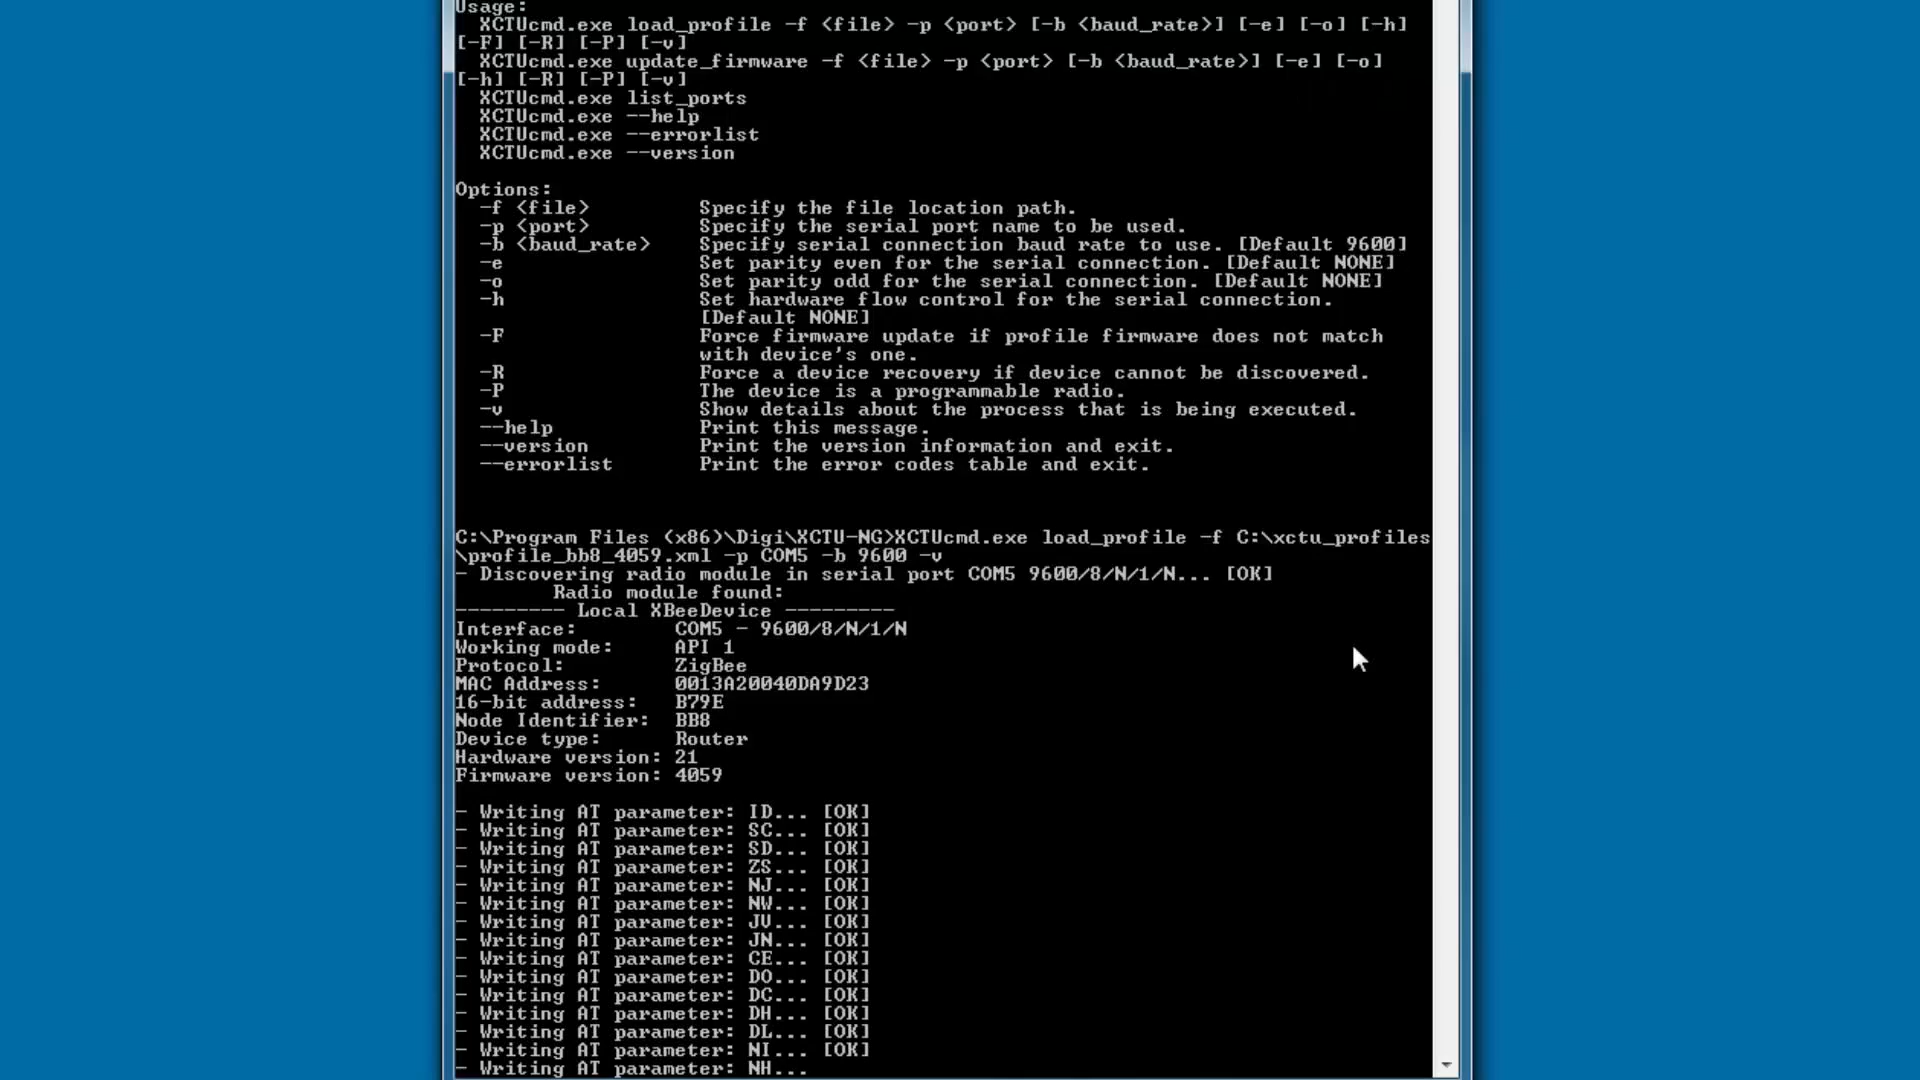 Usage:
XCTUcmd.exe load_profile -f <file> -p <port> [-b <baud_rate>] [-e] [-o] [-h]
[-F] [-R] [-P] [-v]
XCTUcmd.exe update_firmware -f <file> -p <port> [-b <baud_rate>] [-e] [-o]
[-h] [-R] [-P] [-v]
XCTUcmd.exe list_ports
XCTUcmd.exe --help
XCTUcmd.exe --errorlist
XCTUcmd.exe --version
Options:
-f <file> Specify the file location path.
-p <port> Specify the serial port name to be used.
-b <baud_rate> Specify serial connection baud rate to use. [Default 9600]
-e Set parity even for the serial connection. [Default NONE]
-o Set parity odd for the serial connection. [Default NONE]
-h Set hardware flow control for the serial connection.
[Default NONE]
-F Force firmware update if profile firmware does not match
with device's one.
-R Force a device recovery if device cannot be discovered.
-P The device is a programmable radio.
-v Show details about the process that is being executed.
--help Print this message.
--version Print the version information and exit.
--errorlist Print the error codes table and exit.
C:\Program Files (x86)\Digi\XCTU-NG>XCTUcmd.exe load_profile -f C:\xctu_profiles
\profile_bb8_4059.xml -p COM5 -b 9600 -v
- Discovering radio module in serial port COM5 9600/8/N/1/N... [OK]
Radio module found:
--------- Local XBeeDevice ---------
Interface: COM5 - 9600/8/N/1/N
Working mode: API 1
Protocol: ZigBee
MAC Address: 0013A20040DA9D23
16-bit address: B79E
Node Identifier: BB8
Device type: Router
Hardware version: 21
Firmware version: 4059
- Writing AT parameter: ID... [OK]
- Writing AT parameter: SC... [OK]
- Writing AT parameter: SD... [OK]
- Writing AT parameter: ZS... [OK]
- Writing AT parameter: NJ... [OK]
- Writing AT parameter: NW... [OK]
- Writing AT parameter: JV... [OK]
- Writing AT parameter: JN... [OK]
- Writing AT parameter: CE... [OK]
- Writing AT parameter: DO... [OK]
- Writing AT parameter: DC... [OK]
- Writing AT parameter: DH... [OK]
- Writing AT parameter: DL... [OK]
- Writing AT parameter: NI... [OK]
- Writing AT parameter: NH...